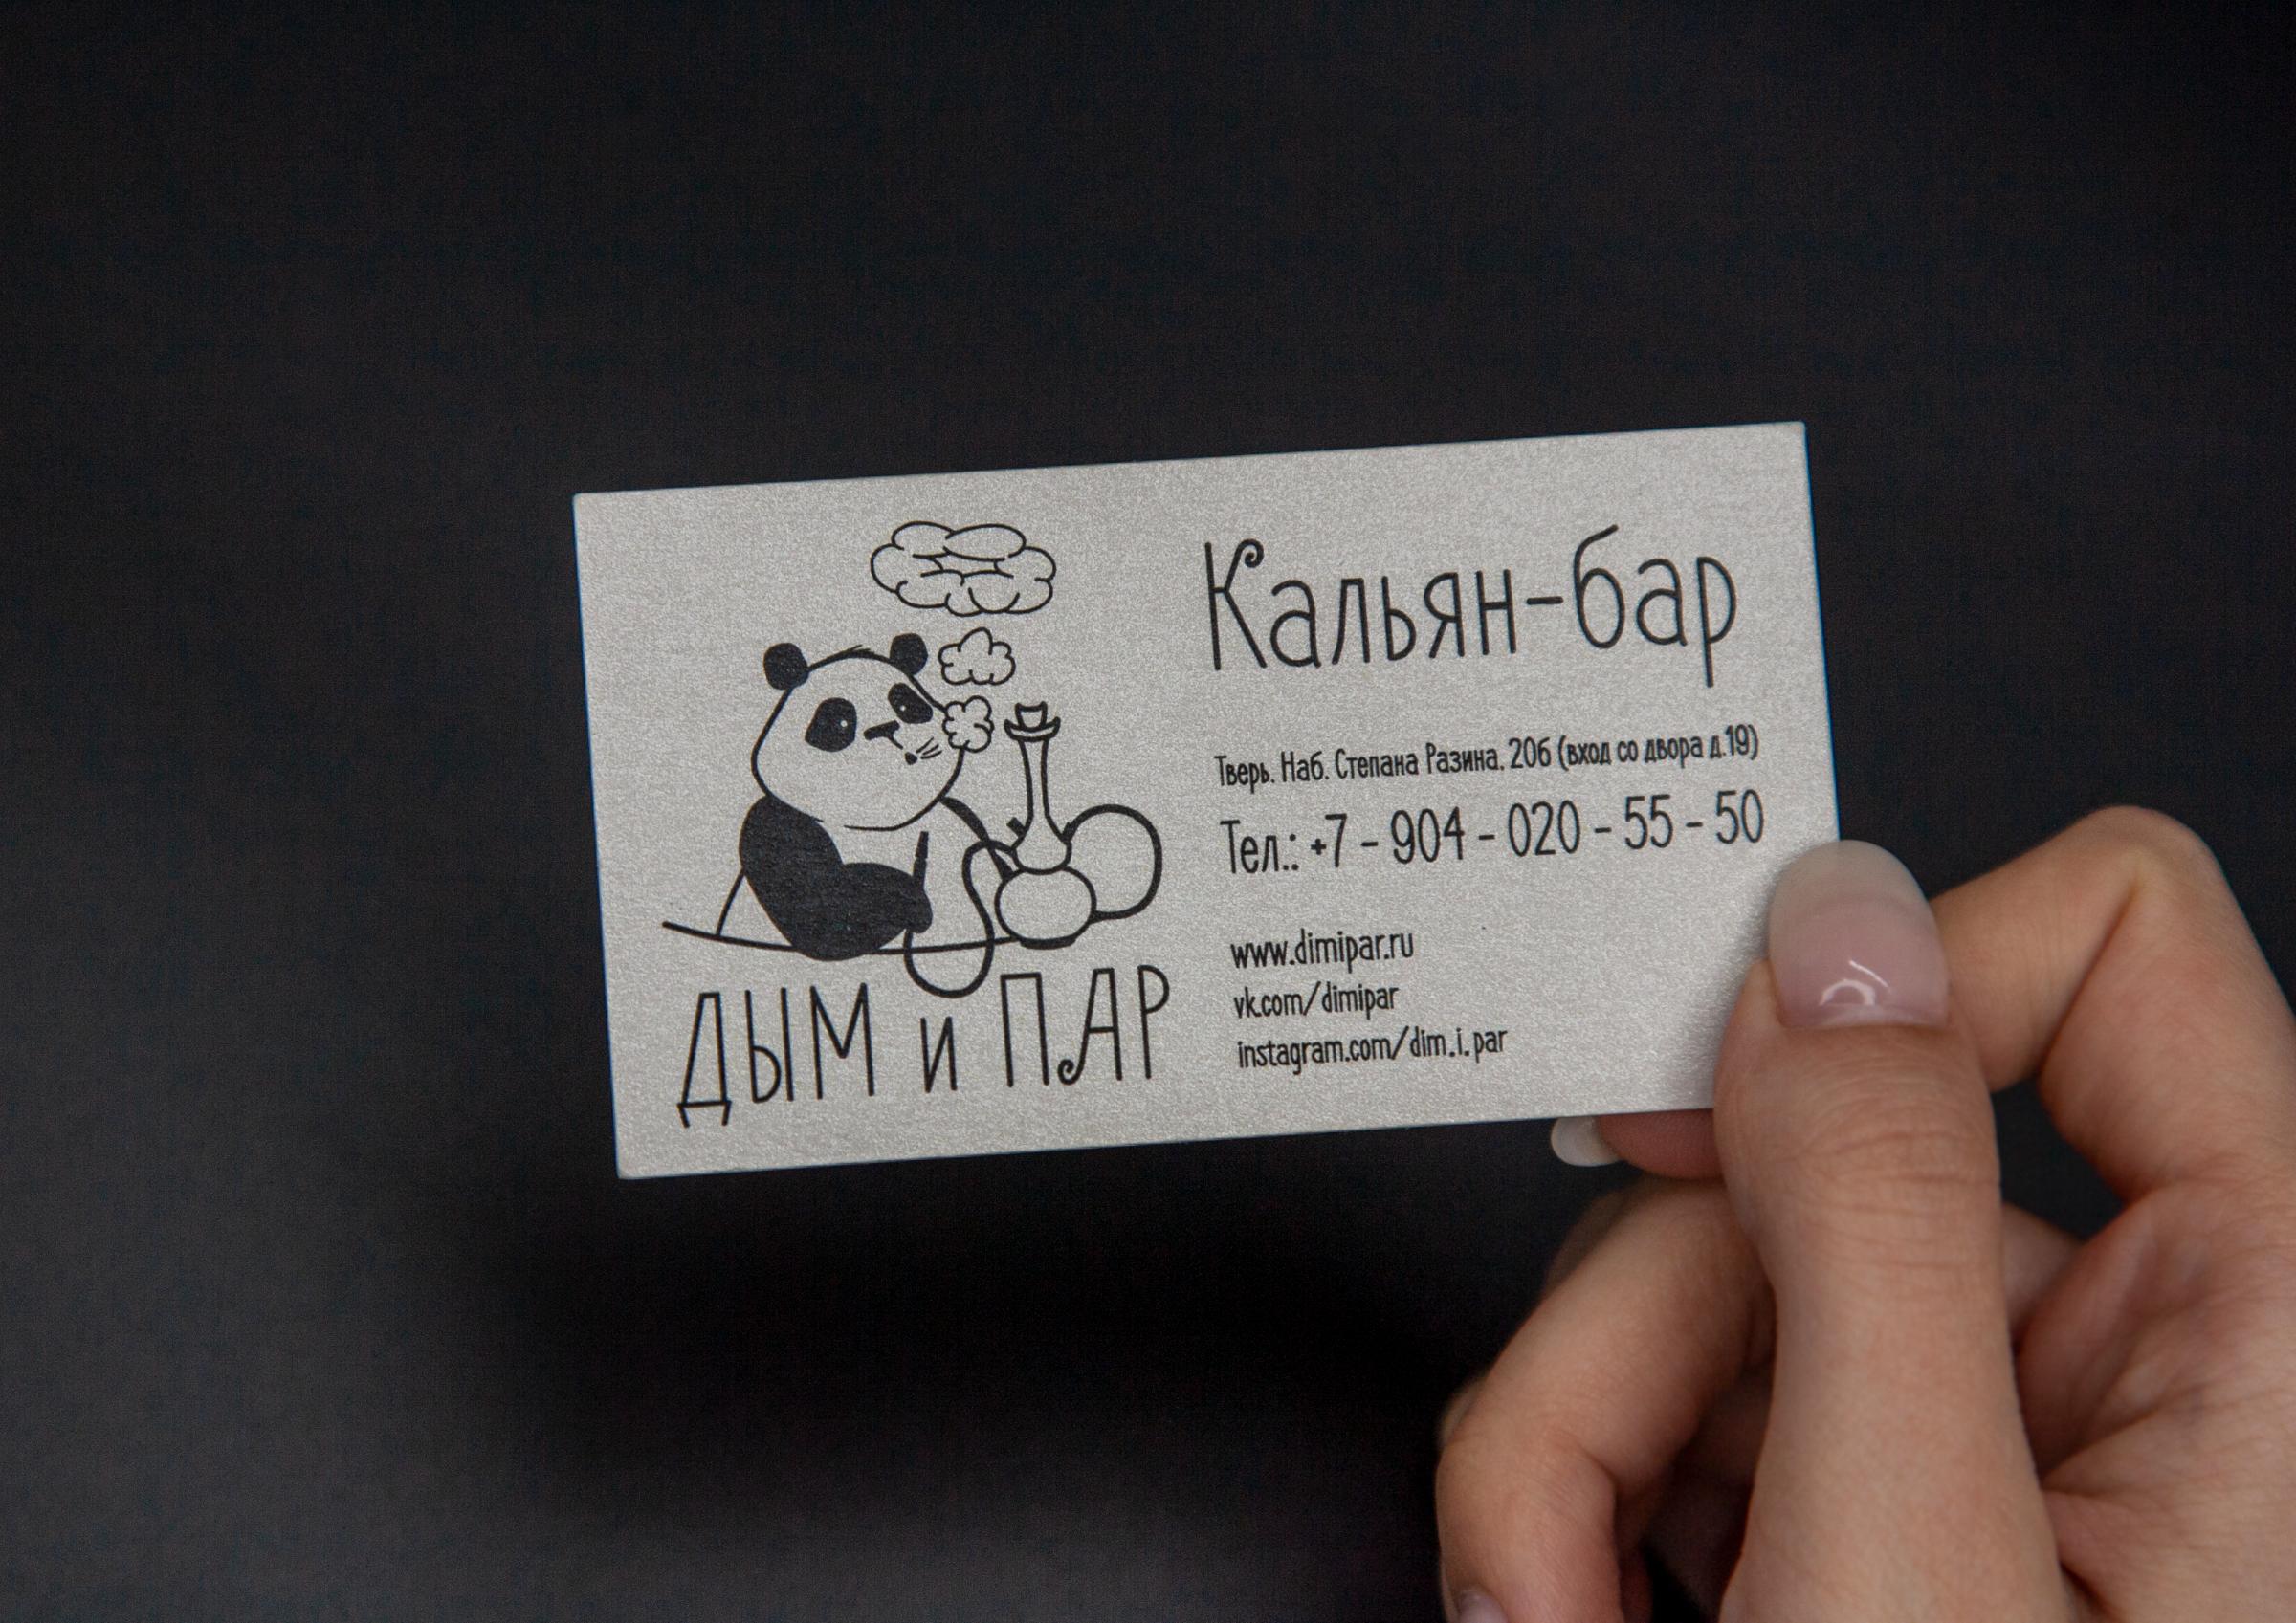 Кальян-бар
Тверь. Наб. Степана Разина. 20б (вход со двора д.19)
Тел.: +7 - 904 - 020 - 55 - 50
www.dimipar.ru
vk.com/dimipar
instagram.com/dim.i.par
ДЫМ и ПАР